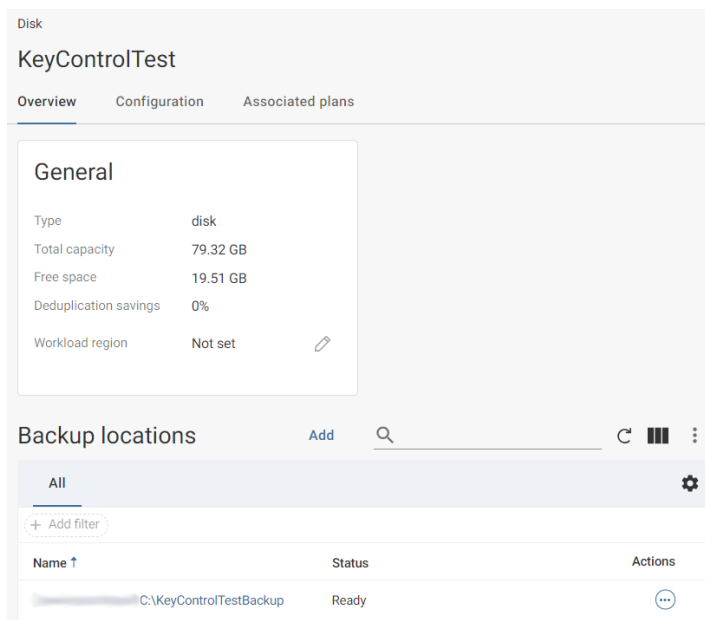 Disk
KeyControlTest
Overview Configuration Associated plans
General
Type disk
Total capacity 79.32 GB
Free space 19.51 GB
Deduplication savings 0%
Workload region Not set
Backup locations Add
All
+ Add filter
Name ↑ Status Actions
C:\KeyControlTestBackup Ready